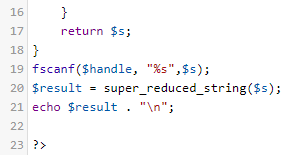 16 }
17 return $s;
18 }
19 fscanf($handle, "%s",$s);
20 $result = super_reduced_string($s);
21 echo $result . "\n";
22
23 ?>